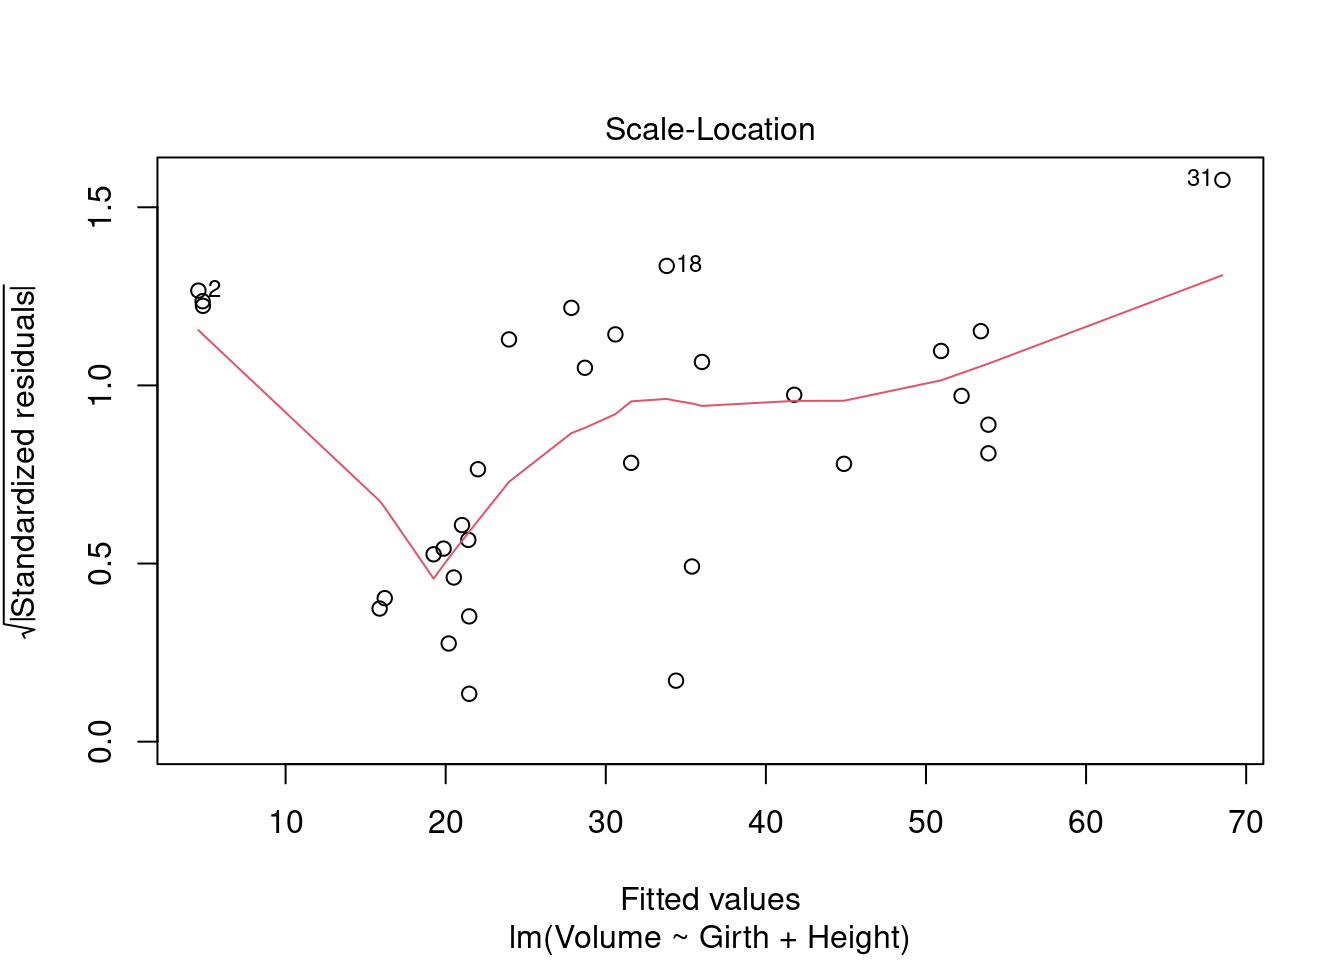 Scale-Location
√|Standardized residuals|
1.5
1.0
0.5
0.0
31
18
2
10 20 30 40 50 60 70
Fitted values
lm(Volume ~ Girth + Height)